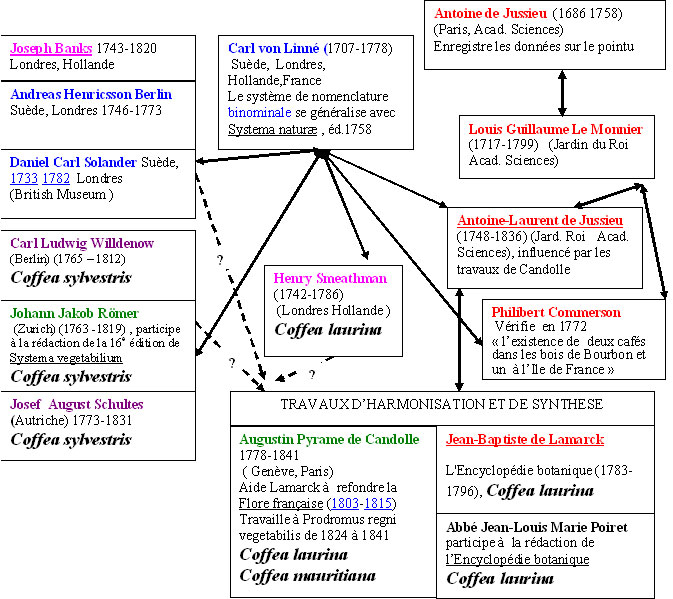 Joseph Banks 1743-1820
Londres, Hollande
Andreas Henricsson Berlin
Suède, Londres 1746-1773
Daniel Carl Solander Suède,
1733 1782 Londres
(British Museum )
Carl von Linné (1707-1778)
Suède, Londres,
Hollande,France
Le système de nomenclature
binominale se généralise avec
Systema naturæ , éd.1758
Antoine de Jussieu (1686 1758)
(Paris, Acad. Sciences)
Enregistre les données sur le pointu
Louis Guillaume Le Monnier
(1717-1799) (Jardin du Roi
Acad. Sciences)
Antoine-Laurent de Jussieu
(1748-1836) (Jard. Roi Acad.
Sciences), influencé par les
travaux de Candolle
Carl Ludwig Willdenow
(Berlin) (1765 – 1812)
Coffea sylvestris
Johann Jakob Römer
(Zurich) (1763 -1819) , participe
à la rédaction de la 16e édition de
Systema vegetabilium
Coffea sylvestris
Josef August Schultes
(Autriche) 1773-1831
Coffea sylvestris
?
Henry Smeathman
(1742-1786)
(Londres Hollande )
Coffea laurina
?
?
Philibert Commerson
Vérifie en 1772
« l'existence de deux cafés
dans les bois de Bourbon et
un à l'Ile de France »
TRAVAUX D'HARMONISATION ET DE SYNTHESE
Augustin Pyrame de Candolle
1778-1841
( Genève, Paris)
Aide Lamarck à refondre la
Flore française (1803-1815)
Travaille à Prodromus regni
vegetabilis de 1824 à 1841
Coffea laurina
Coffea mauritiana
Jean-Baptiste de Lamarck
L'Encyclopédie botanique (1783-
1796), Coffea laurina
Abbé Jean-Louis Marie Poiret
participe à la rédaction de
l'Encyclopédie botanique
Coffea laurina